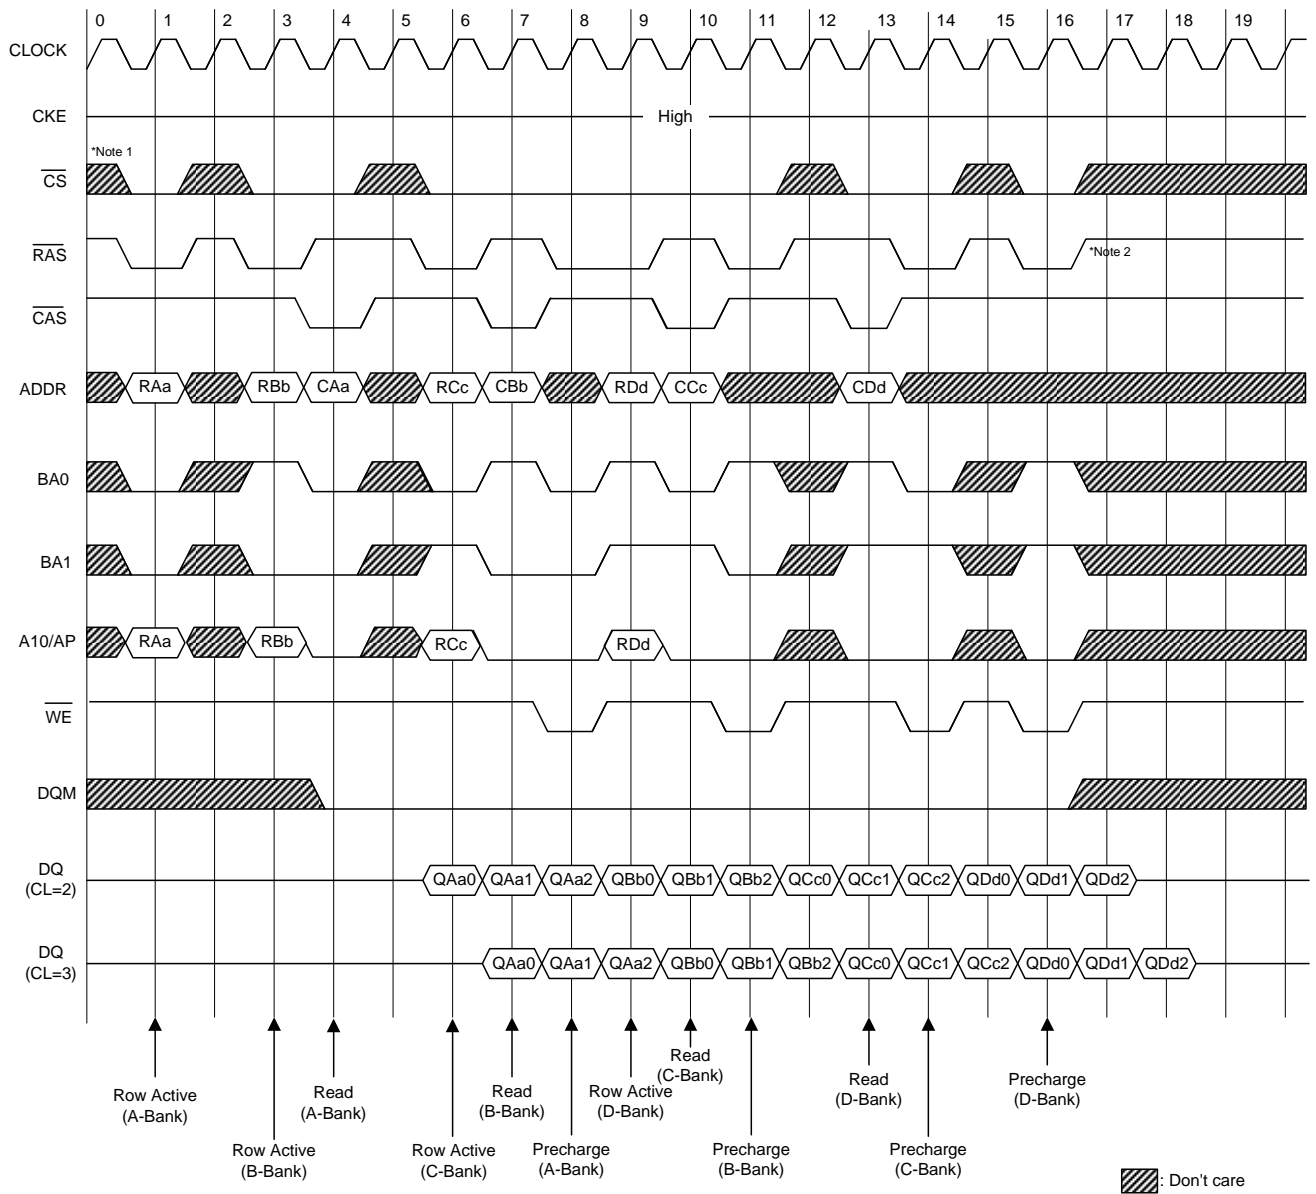 0 1 2 3 4 5 6 7 8 9 10 11 12 13 14 15 16 17 18 19
CLOCK
CKE High
*Note 1
CS
RAS *Note 2
CAS
ADDR RAa RBb CAa RCc CBb RDd CCc CDd
BA0
BA1
A10/AP RAa RBb RCc RDd
WE
DQM
DQ
(CL=2) QAa0 QAa1 QAa2 QBb0 QBb1 QBb2 QCc0 QCc1 QCc2 QDd0 QDd1 QDd2
DQ
(CL=3) QAa0 QAa1 QAa2 QBb0 QBb1 QBb2 QCc0 QCc1 QCc2 QDd0 QDd1 QDd2
Row Active
(A-Bank)
Row Active
(B-Bank)
Read
(A-Bank)
Row Active
(C-Bank)
Read
(B-Bank)
Precharge
(A-Bank)
Row Active
(D-Bank)
Read
(C-Bank)
Precharge
(B-Bank)
Read
(D-Bank)
Precharge
(C-Bank)
Precharge
(D-Bank)
: Don't care